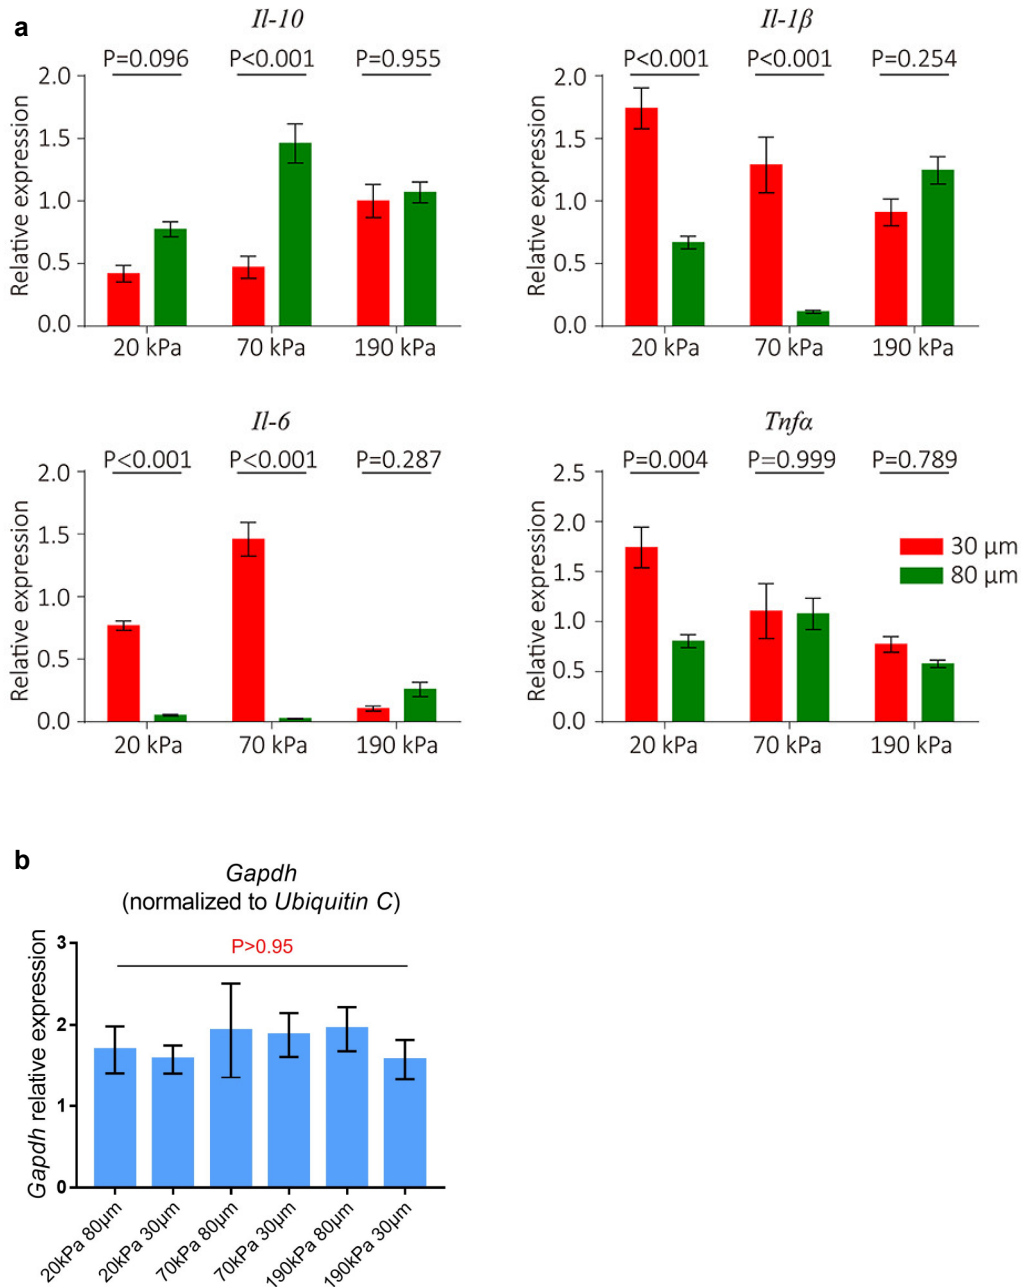 a
Il-10
P=0.096 P<0.001 P=0.955
Relative expression
2.0
1.5
1.0
0.5
0.0
20 kPa 70 kPa 190 kPa
Il-1β
P<0.001 P<0.001 P=0.254
Relative expression
2.0
1.5
1.0
0.5
0.0
20 kPa 70 kPa 190 kPa
Il-6
P<0.001 P<0.001 P=0.287
Relative expression
2.0
1.5
1.0
0.5
0.0
20 kPa 70 kPa 190 kPa
Tnfα
P=0.004 P=0.999 P=0.789
Relative expression
2.5
2.0
1.5
1.0
0.5
0.0
20 kPa 70 kPa 190 kPa
30 µm
80 µm
b
Gapdh
(normalized to Ubiquitin C)
P>0.95
Gapdh relative expression
3
2
1
0
20kPa 80µm
20kPa 30µm
70kPa 80µm
70kPa 30µm
190kPa 80µm
190kPa 30µm